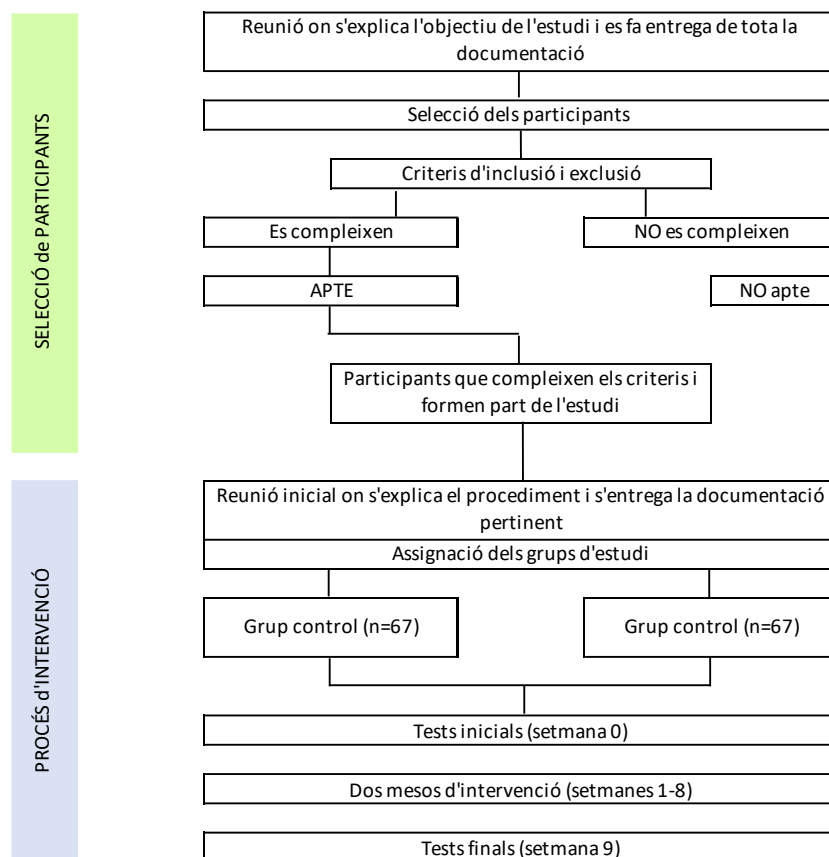 SELECCIÓ de PARTICIPANTS
Reunió on s'explica l'objectiu de l'estudi i es fa entrega de tota la
documentació
Selecció dels participants
Criteris d'inclusió i exclusió
Es compleixen
NO es compleixen
APTE
NO apte
Participants que compleixen els criteris i
formen part de l'estudi
PROCÉS d'INTERVENCIÓ
Reunió inicial on s'explica el procediment i s'entrega la documentació
pertinent
Assignació dels grups d'estudi
Grup control (n=67)
Grup control (n=67)
Tests inicials (setmana 0)
Dos mesos d'intervenció (setmanes 1-8)
Tests finals (setmana 9)